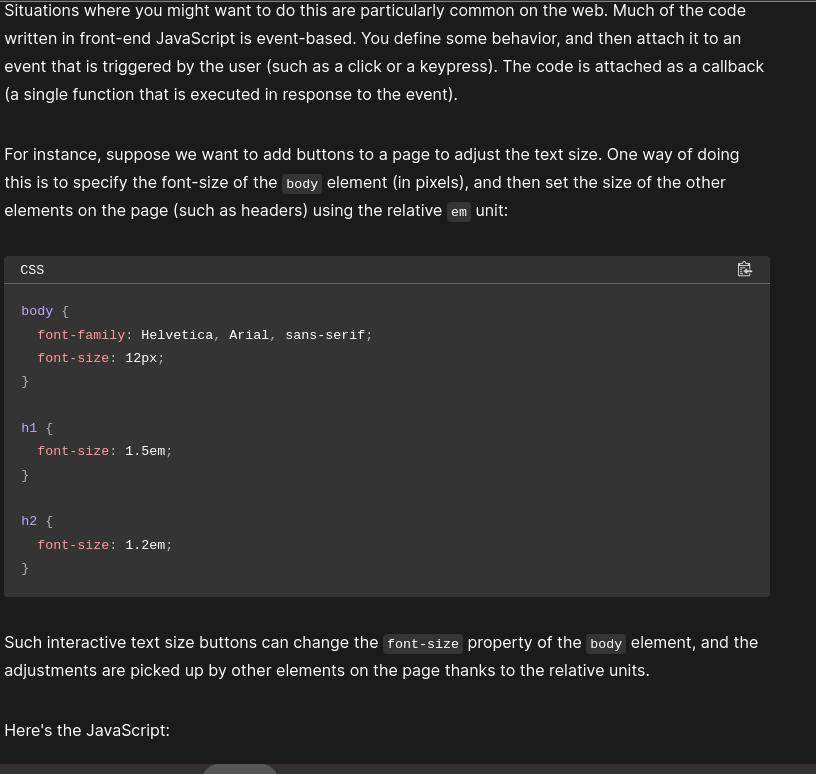 Situations where you might want to do this are particularly common on the web. Much of the code
written in front-end JavaScript is event-based. You define some behavior, and then attach it to an
event that is triggered by the user (such as a click or a keypress). The code is attached as a callback
(a single function that is executed in response to the event).
For instance, suppose we want to add buttons to a page to adjust the text size. One way of doing
this is to specify the font-size of the body element (in pixels), and then set the size of the other
elements on the page (such as headers) using the relative em unit:
CSS
body {
  font-family: Helvetica, Arial, sans-serif;
  font-size: 12px;
}
h1 {
  font-size: 1.5em;
}
h2 {
  font-size: 1.2em;
}
Such interactive text size buttons can change the font-size property of the body element, and the
adjustments are picked up by other elements on the page thanks to the relative units.
Here's the JavaScript: